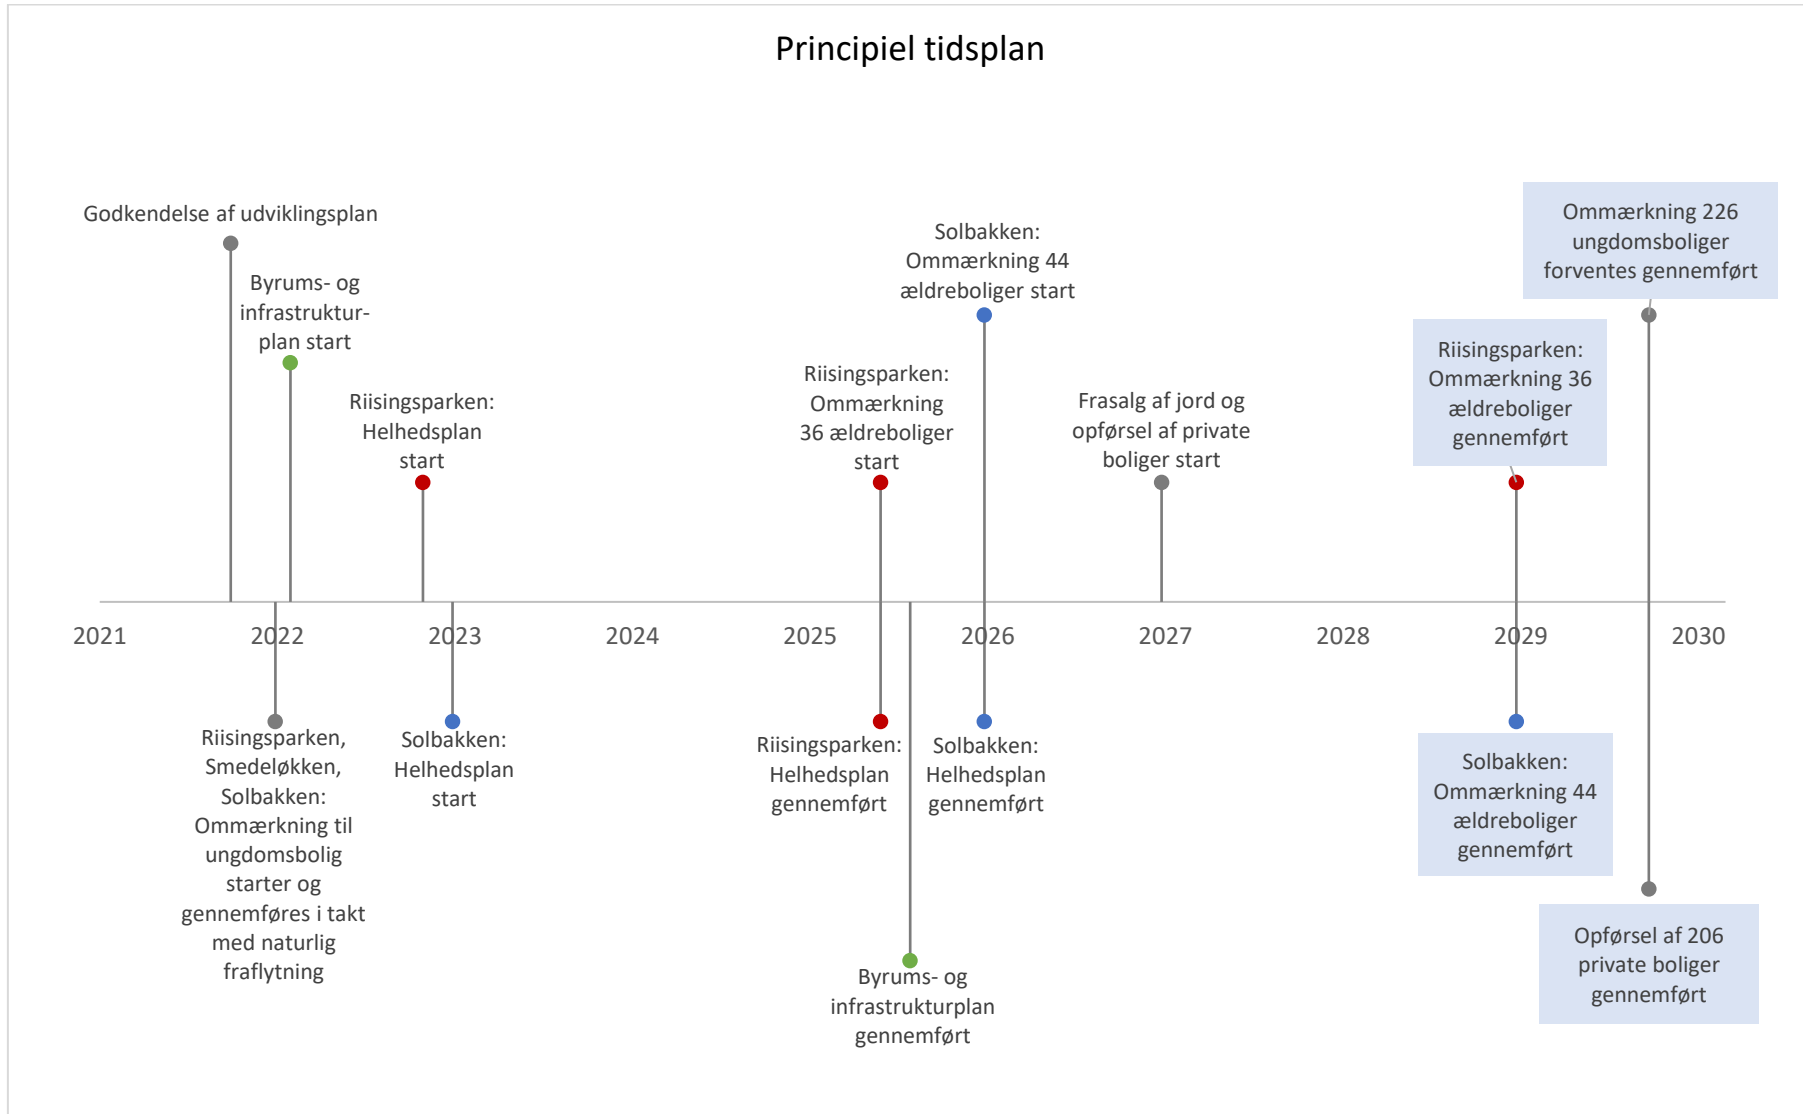 Principiel tidsplan
Godkendelse af udviklingsplan
Byrums- og
infrastruktur-
plan start
Riisingsparken:
Helhedsplan
start
Riisingsparken:
Ommærkning
36 ældreboliger
start
Solbakken:
Ommærkning 44
ældreboliger start
Frasalg af jord og
opførsel af private
boliger start
Riisingsparken:
Ommærkning 36
ældreboliger
gennemført
Ommærkning 226
ungdomsboliger
forventes gennemført
2021
2022
2023
2024
2025
2026
2027
2028
2029
2030
Riisingsparken,
Smedeløkken,
Solbakken:
Ommærkning til
ungdomsbolig
starter og
gennemføres i takt
med naturlig
fraflytning
Solbakken:
Helhedsplan
start
Riisingsparken:
Helhedsplan
gennemført
Byrums- og
infrastrukturplan
gennemført
Solbakken:
Helhedsplan
gennemført
Solbakken:
Ommærkning 44
ældreboliger
gennemført
Opførsel af 206
private boliger
gennemført